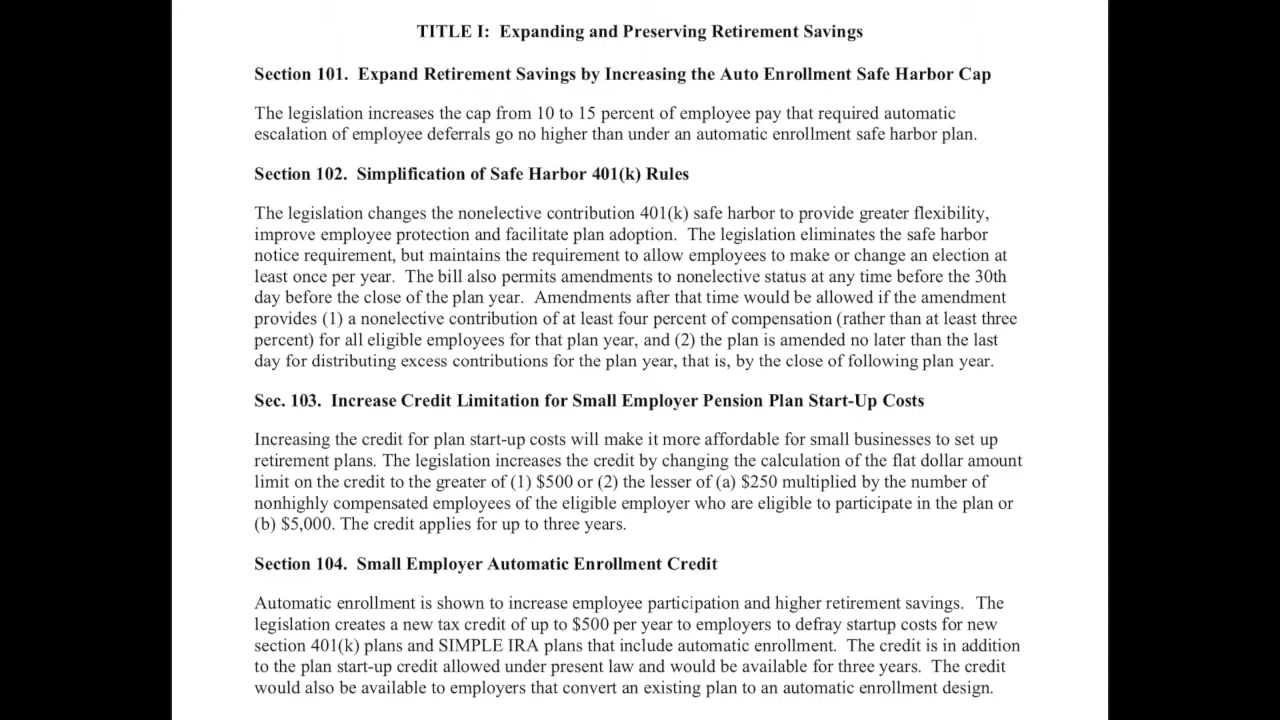 TITLE I:  Expanding and Preserving Retirement Savings
Section 101.  Expand Retirement Savings by Increasing the Auto Enrollment Safe Harbor Cap
The legislation increases the cap from 10 to 15 percent of employee pay that required automatic
escalation of employee deferrals go no higher than under an automatic enrollment safe harbor plan.
Section 102.  Simplification of Safe Harbor 401(k) Rules
The legislation changes the nonelective contribution 401(k) safe harbor to provide greater flexibility,
improve employee protection and facilitate plan adoption.  The legislation eliminates the safe harbor
notice requirement, but maintains the requirement to allow employees to make or change an election at
least once per year.  The bill also permits amendments to nonelective status at any time before the 30th
day before the close of the plan year.  Amendments after that time would be allowed if the amendment
provides (1) a nonelective contribution of at least four percent of compensation (rather than at least three
percent) for all eligible employees for that plan year, and (2) the plan is amended no later than the last
day for distributing excess contributions for the plan year, that is, by the close of following plan year.
Sec. 103.  Increase Credit Limitation for Small Employer Pension Plan Start-Up Costs
Increasing the credit for plan start-up costs will make it more affordable for small businesses to set up
retirement plans. The legislation increases the credit by changing the calculation of the flat dollar amount
limit on the credit to the greater of (1) $500 or (2) the lesser of (a) $250 multiplied by the number of
nonhighly compensated employees of the eligible employer who are eligible to participate in the plan or
(b) $5,000. The credit applies for up to three years.
Section 104.  Small Employer Automatic Enrollment Credit
Automatic enrollment is shown to increase employee participation and higher retirement savings.  The
legislation creates a new tax credit of up to $500 per year to employers to defray startup costs for new
section 401(k) plans and SIMPLE IRA plans that include automatic enrollment.  The credit is in addition
to the plan start-up credit allowed under present law and would be available for three years.  The credit
would also be available to employers that convert an existing plan to an automatic enrollment design.